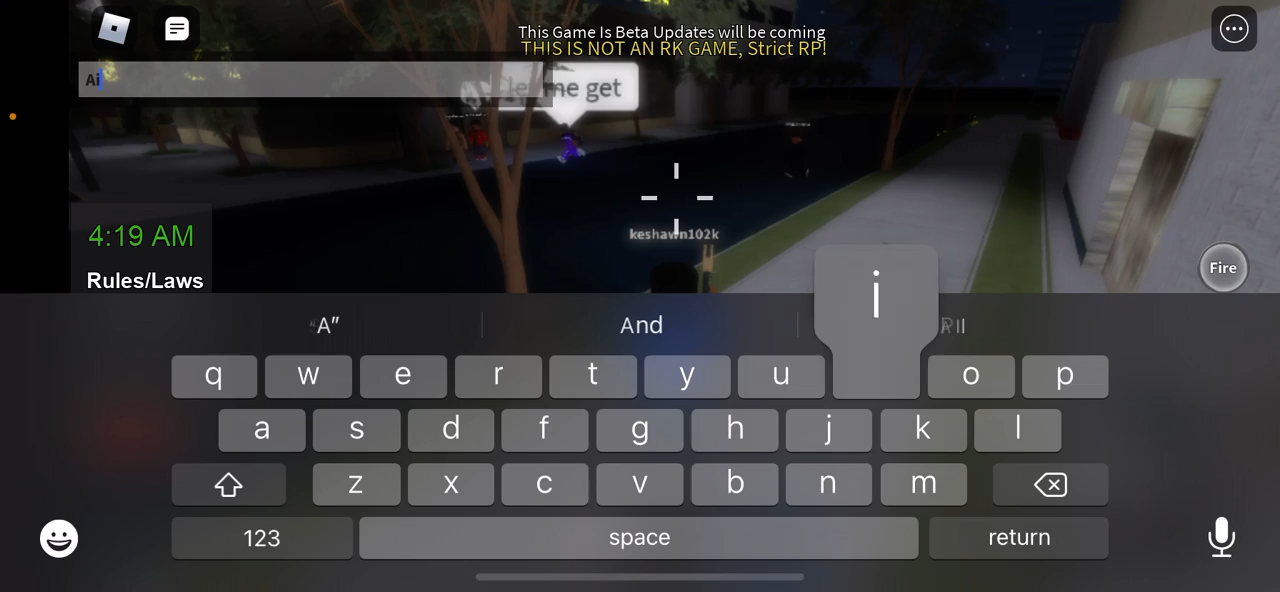 This Game Is Beta Updates will be coming
THIS IS NOT AN RK GAME, Strict RP!
Ai
me get
4:19 AM
keshawn102k
Rules/Laws
Fire
"A" And
i
q w e r t y u o p
a s d f g h j k l
z x c v b n m
123 space return